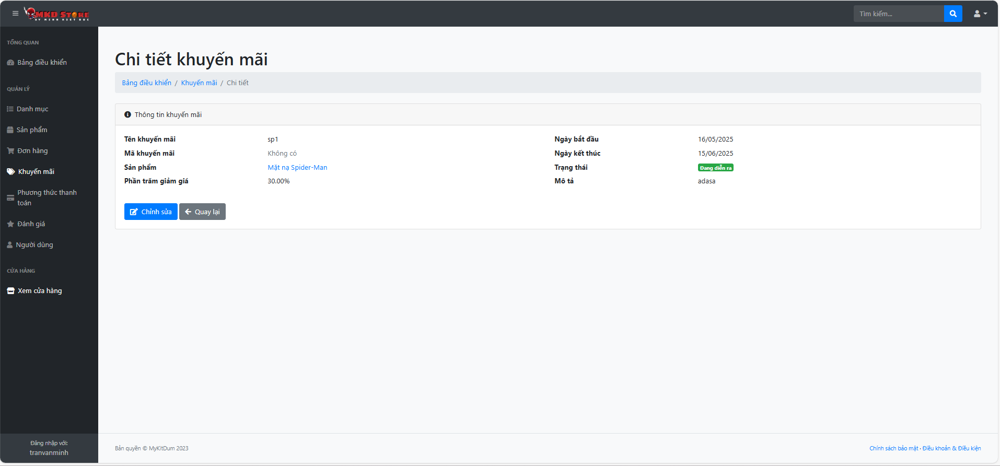 MKD STORE
BY MINH KIET DUC
Tìm kiếm...
TỔNG QUAN
Bảng điều khiển
QUẢN LÝ
Danh mục
Sản phẩm
Đơn hàng
Khuyến mãi
Phương thức thanh
toán
Đánh giá
Người dùng
CỬA HÀNG
Xem cửa hàng
Đăng nhập với:
tranvanminh
Chi tiết khuyến mãi
Bảng điều khiển / Khuyến mãi / Chi tiết
Thông tin khuyến mãi
Tên khuyến mãi sp1
Mã khuyến mãi Không có
Sản phẩm Mặt nạ Spider-Man
Phần trăm giảm giá 30.00%
Ngày bắt đầu 16/05/2025
Ngày kết thúc 15/06/2025
Trạng thái Đang diễn ra
Mô tả adasa
Chỉnh sửa Quay lại
Bản quyền © MyKitDum 2023
Chính sách bảo mật · Điều khoản & Điều kiện